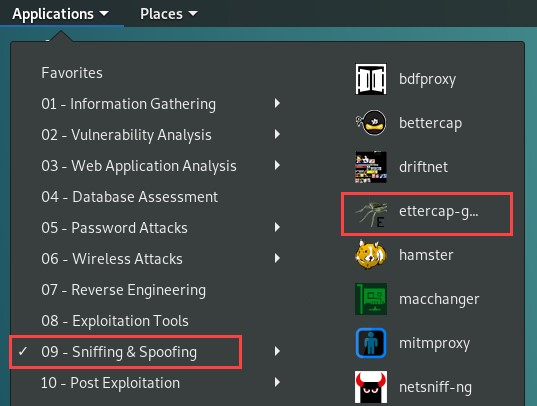 Applications Places
Favorites
01 - Information Gathering
02 - Vulnerability Analysis
03 - Web Application Analysis
04 - Database Assessment
05 - Password Attacks
06 - Wireless Attacks
07 - Reverse Engineering
08 - Exploitation Tools
✓ 09 - Sniffing & Spoofing
10 - Post Exploitation
bdfproxy
bettercap
driftnet
E
ettercap-g...
hamster
macchanger
mitmproxy
netsniff-ng